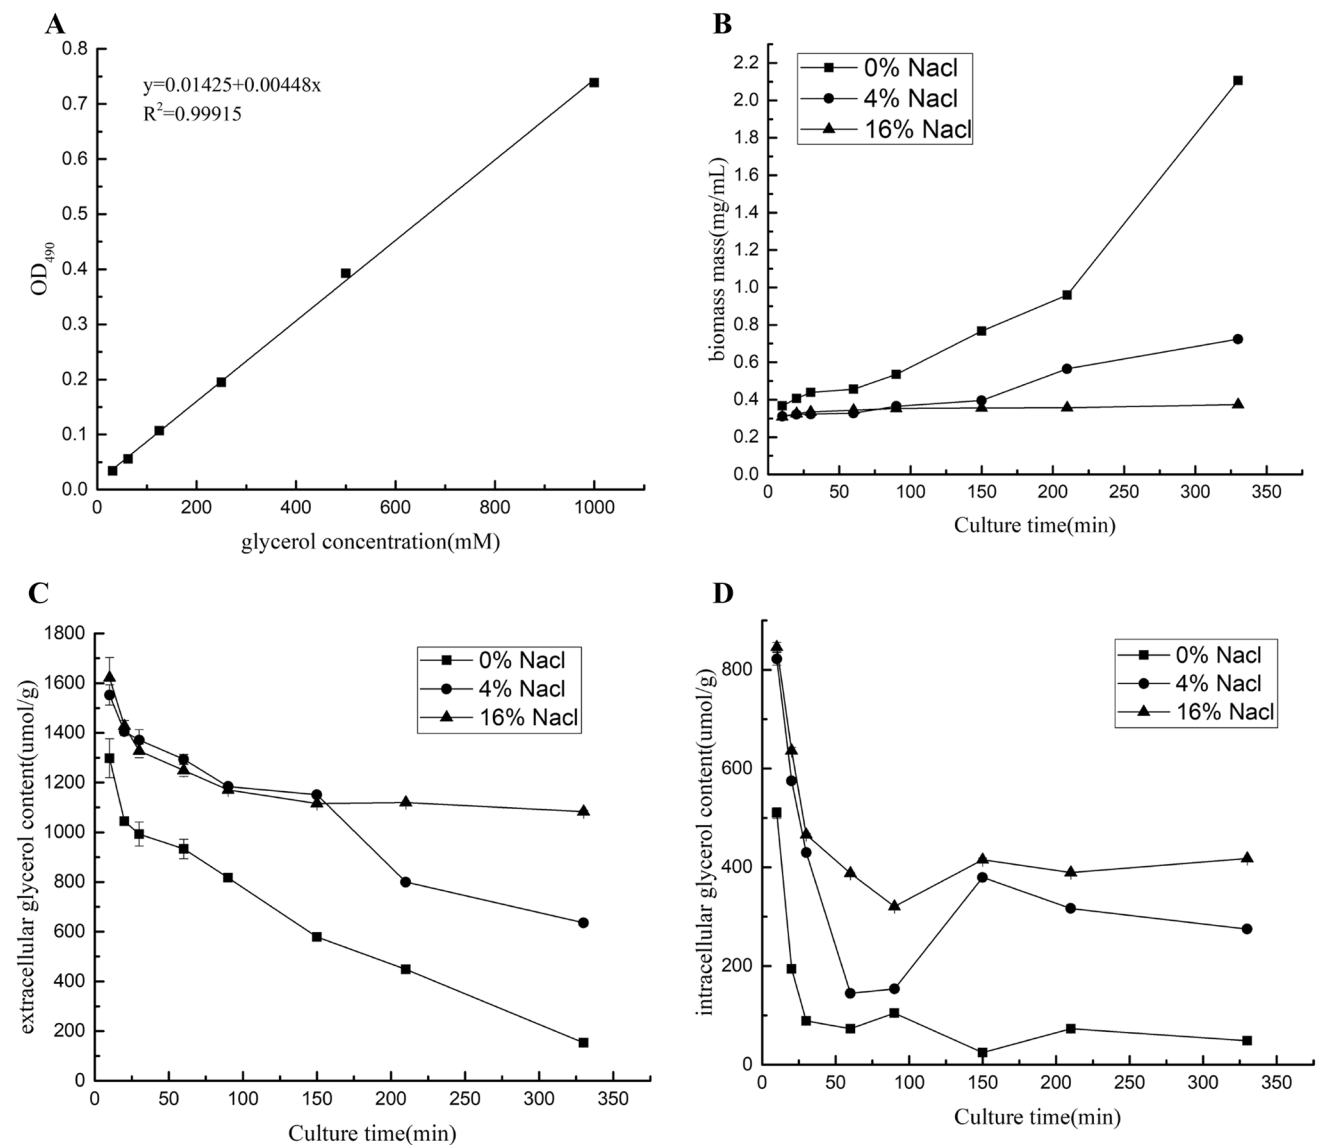 A
0.8
0.7
0.6
0.5
0.4
0.3
0.2
0.1
0.0
y=0.01425+0.00448x
R²=0.99915
OD₄₉₀
0 200 400 600 800 1000
glycerol concentration(mM)
B
2.2
2.0
1.8
1.6
1.4
1.2
1.0
0.8
0.6
0.4
0.2
0.0
0% Nacl
4% Nacl
16% Nacl
biomass mass(mg/mL)
0 50 100 150 200 250 300 350
Culture time(min)
C
1800
1600
1400
1200
1000
800
600
400
200
0
0% Nacl
4% Nacl
16% Nacl
extracellular glycerol content(umol/g)
0 50 100 150 200 250 300 350
Culture time(min)
D
800
600
400
200
0
0% Nacl
4% Nacl
16% Nacl
intracellular glycerol content(umol/g)
0 50 100 150 200 250 300 350
Culture time(min)